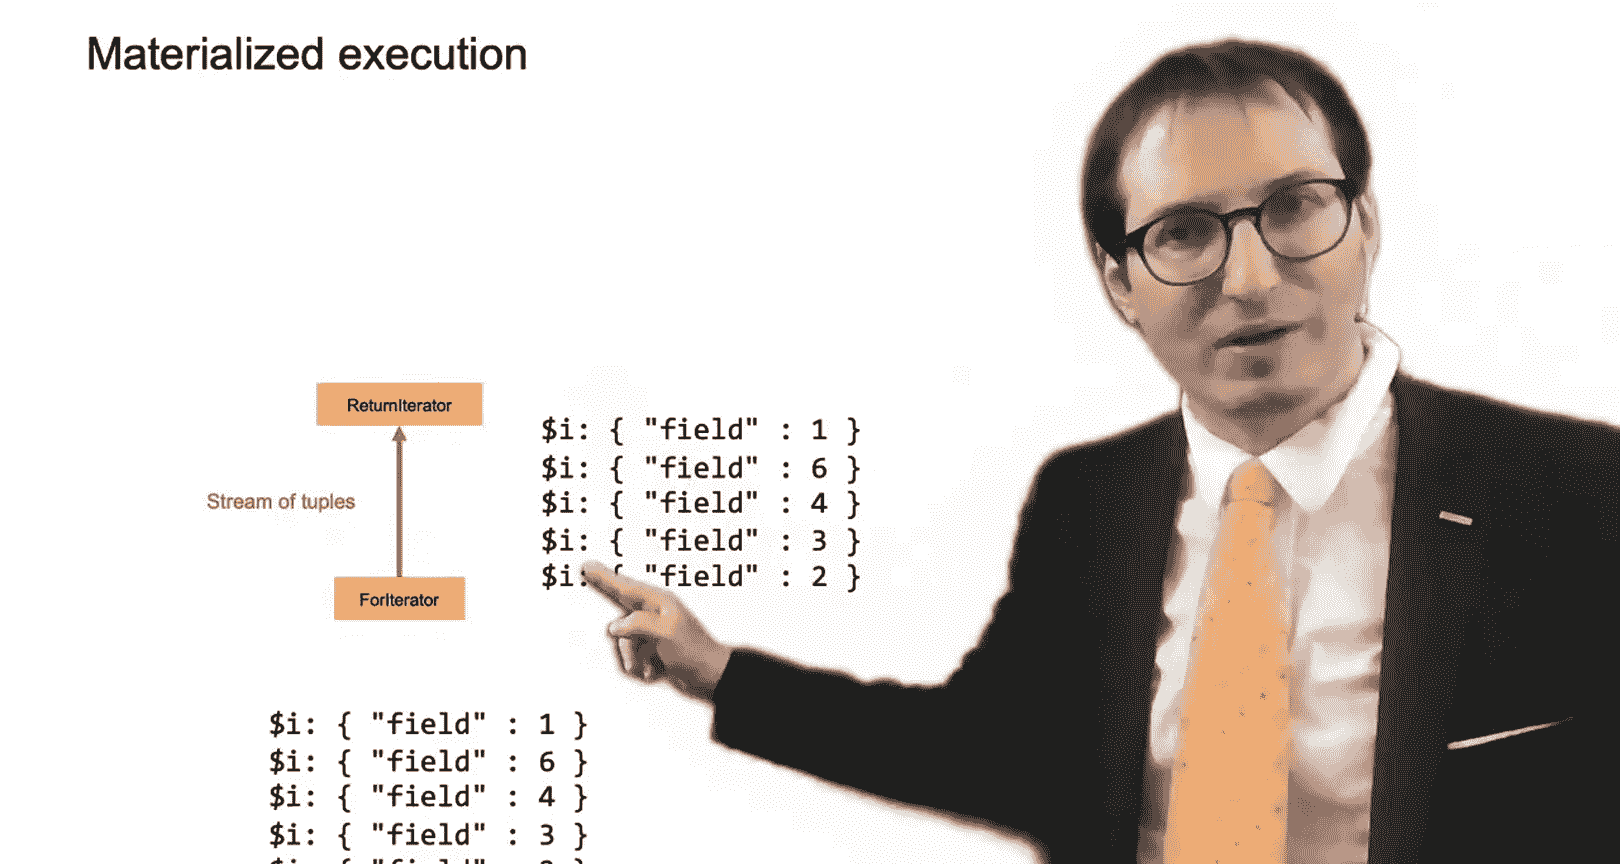 Materialized execution
ReturnIterator
Stream of tuples
ForIterator
$i: { "field" : 1 }
$i: { "field" : 6 }
$i: { "field" : 4 }
$i: { "field" : 3 }
$i: { "field" : 2 }
$i: { "field" : 1 }
$i: { "field" : 6 }
$i: { "field" : 4 }
$i: { "field" : 3 }